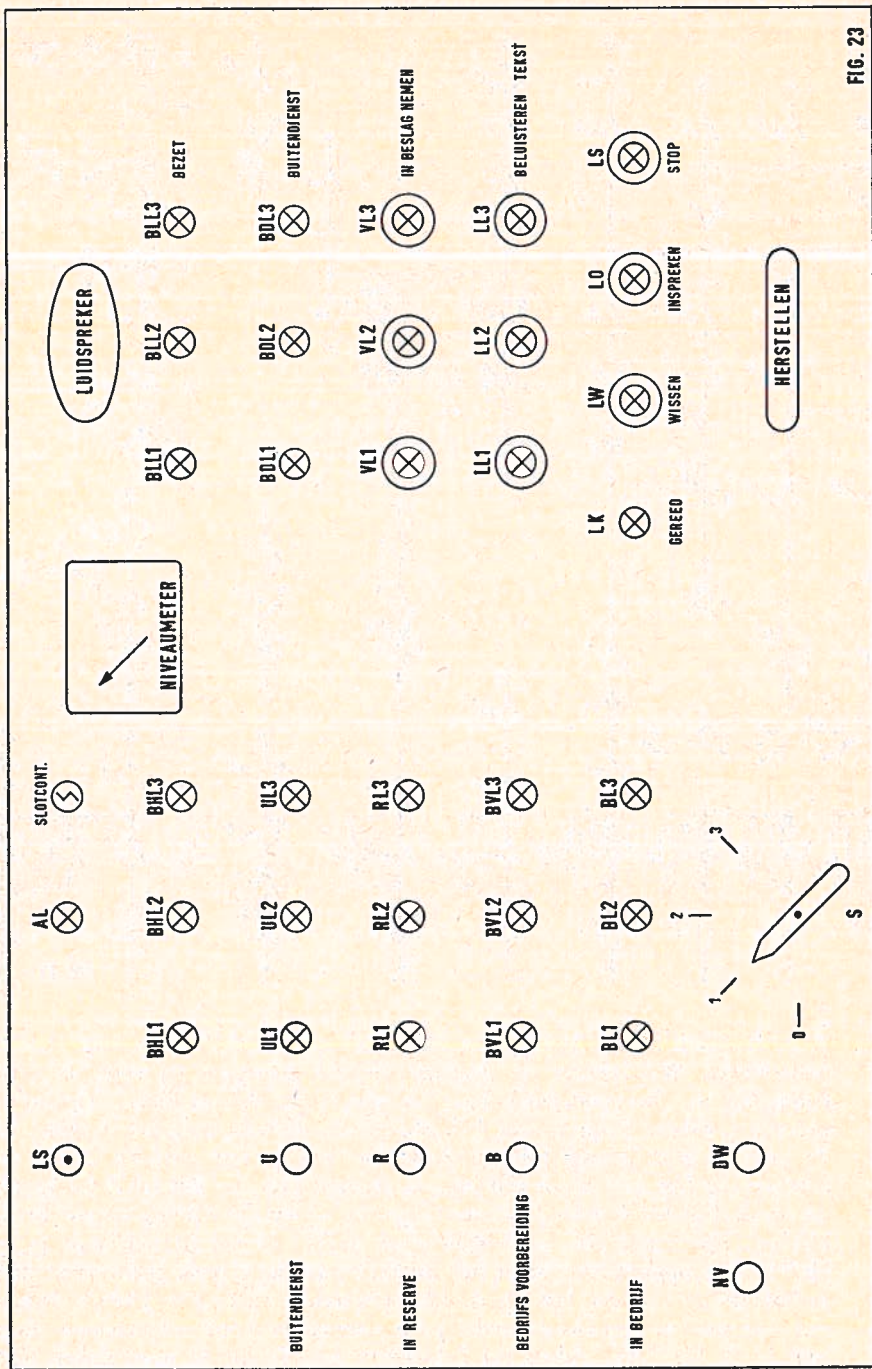 LS AL SLOTCONT. LUIDSPREKER
NIVEAUMETER
BHL1 BHL2 BHL3 BLL1 BLL2 BLL3 BEZET
BUITENDIENST U UL1 UL2 UL3 BDL1 BDL2 BDL3 BUITENDIENST
IN RESERVE R RL1 RL2 RL3 VL1 VL2 VL3 IN BESLAG NEMEN
BEDRIJFS VOORBEREIDING B BVL1 BVL2 BVL3 LL1 LL2 LL3 BELUISTEREN TEKST
IN BEDRIJF BL1 BL2 BL3 LK LW LO LS
GEREED WISSEN INSPREKEN STOP
NV DW 0 1 2 3
S
HERSTELLEN
FIG. 23